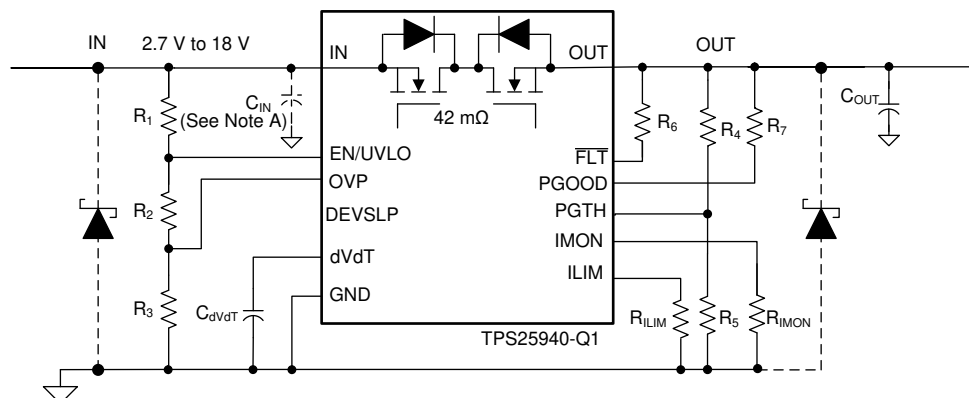 IN
2.7 V to 18 V
IN
OUT
OUT
R1
CIN
(See Note A)
42 mΩ
R6
R4
R7
COUT
EN/UVLO
OVP
FLT
PGOOD
R2
DEVSLP
PGTH
IMON
dVdT
ILIM
R3
CdVdT
GND
RILIM
R5
RIMON
TPS25940-Q1